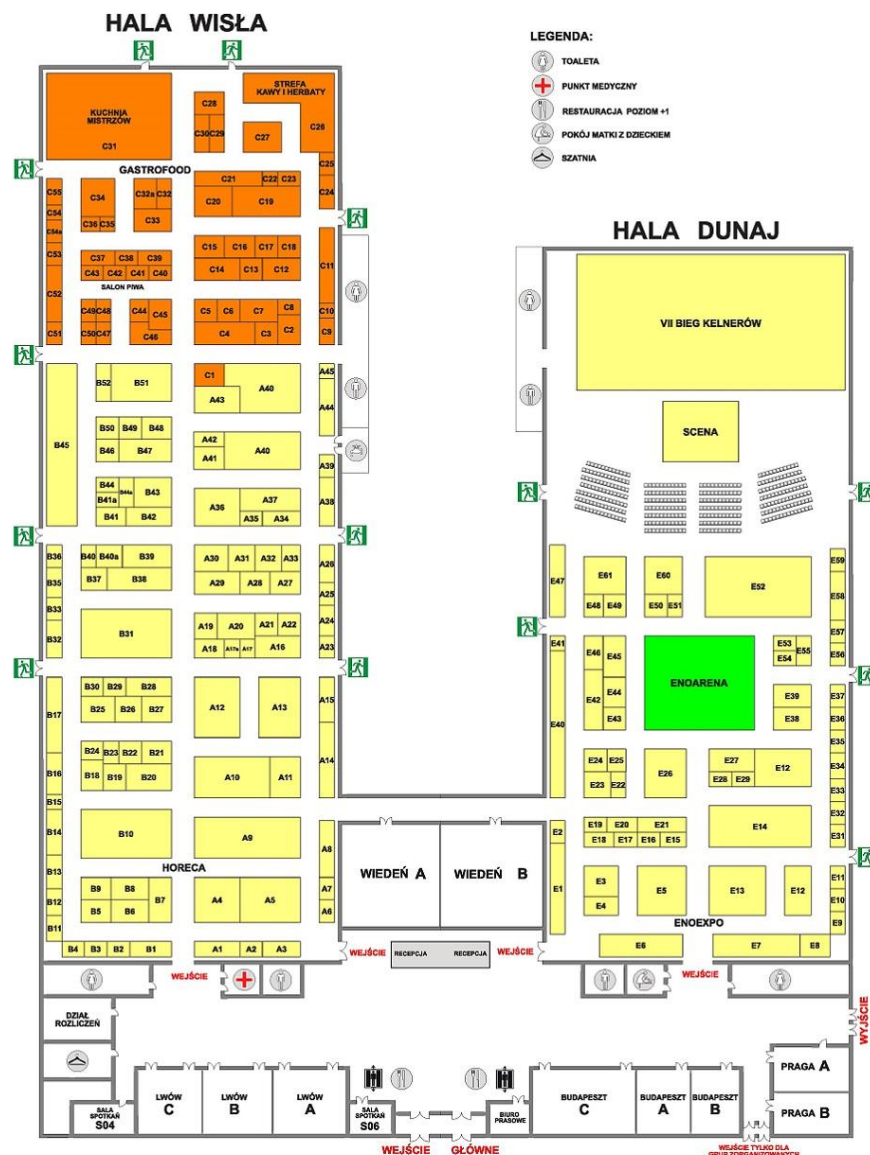 HALA WISŁA
LEGENDA:
TOALETA
PUNKT MEDYCZNY
RESTAURACJA POZIOM +1
POKÓJ MATKI Z DZIECKIEM
SZATNIA
KUCHNIA
MISTRZÓW
C31
C28
C30 C29
C27
STREFA
KAWY I HERBATY
C26
GASTROFOOD
C25
C24
C55
C54
C54a
C53
C52
C51
C34
C36 C35
C32a C32
C33
C21 C22 C23
C20 C19
C37 C38 C39
C43 C42 C41 C40
SALON PIWA
C15 C16 C17 C18
C14 C13 C12
C11
C10
C9
C49 C48
C50 C47
C44 C45
C46
C5 C6 C7 C8
C4 C3 C2
B45
B52 B51
B50 B49 B48
B46 B47
B44 B44a B43
B41a
B41 B42
C1
A43 A40
A42
A41 A40
A36 A37
A35 A34
A45
A44
A39
A38
B36
B35
B33
B32
B40 B40a B39
B37 B38
B31
A30 A31 A32 A33
A29 A28 A27
A19 A20 A21 A22
A18 A17a A17 A16
A26
A25
A24
A23
B17
B16
B15
B14
B13
B12
B11
B30 B29 B28
B25 B26 B27
B24 B23 B22 B21
B18 B19 B20
B10
HORECA
B9 B8 B7
B5 B6
B4 B3 B2 B1
A12 A13
A10 A11
A9
A4 A5
A1 A2 A3
A15
A14
A8
A7
A6
HALA DUNAJ
VII BIEG KELNERÓW
SCENA
E47
E61
E48 E49
E60
E50 E51
E52
E59
E58
E57
E56
E41
E40
E46 E45
E42 E44
E43
ENOARENA
E53
E54 E55
E39
E38
E37
E36
E35
E34
E33
E32
E31
E24 E25
E23 E22
E26
E27 E12
E28 E29
E19 E20 E21
E18 E17 E16 E15
E14
E2
E1
E3
E4
E5
E13
E12
E11
E10
E9
ENOEXPO
E6
E7 E8
WIEDEŃ A
WIEDEŃ B
WEJŚCIE
RECEPCJA
RECEPCJA
WEJŚCIE
WEJŚCIE
WEJŚCIE
DZIAŁ
ROZLICZEŃ
SALA
SPOTKAŃ
S04
LWÓW
C
LWÓW
B
LWÓW
A
SALA
SPOTKAŃ
S06
BIURO
PRASOWE
BUDAPESZT
C
BUDAPESZT
A
BUDAPESZT
B
PRAGA A
PRAGA B
WYJŚCIE
WEJŚCIE GŁÓWNE
WEJŚCIE TYLKO DLA
GRUP ZORGANIZOWANYCH